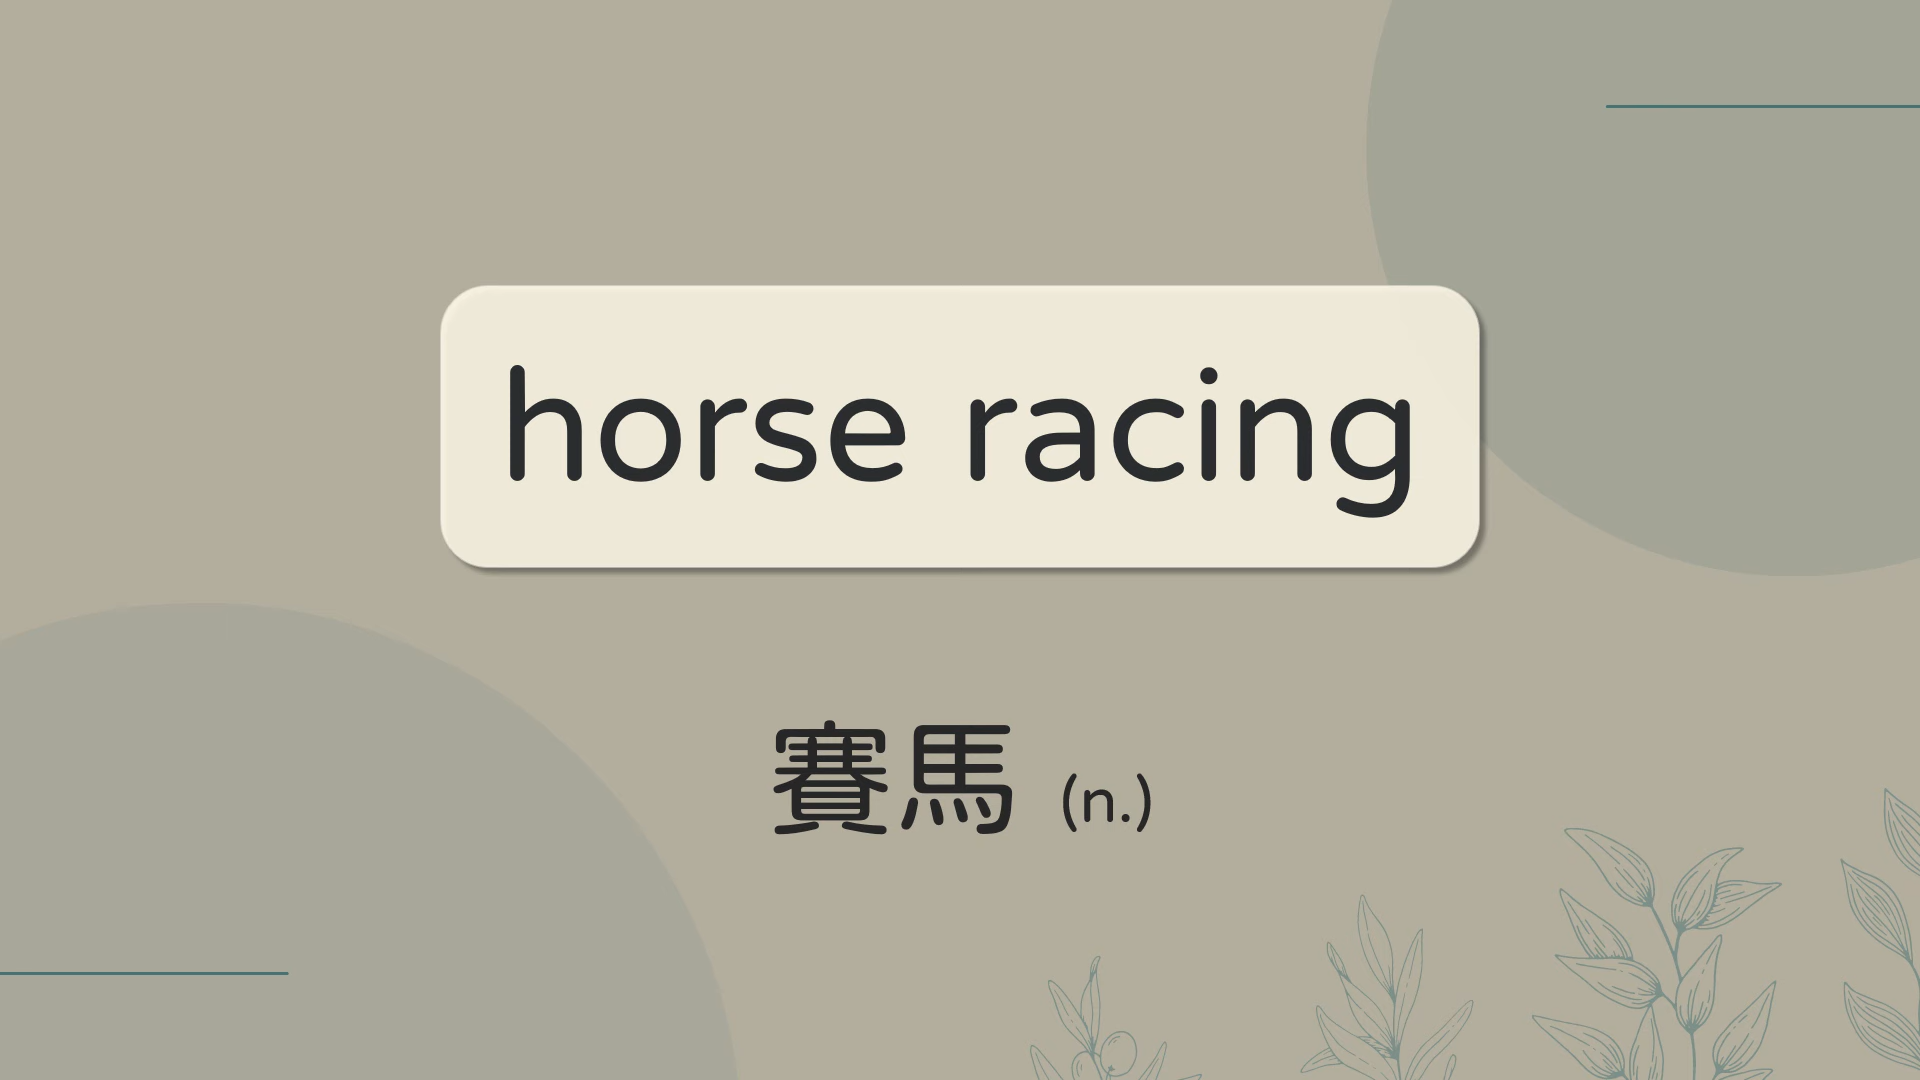 horse racing
賽馬 (n.)